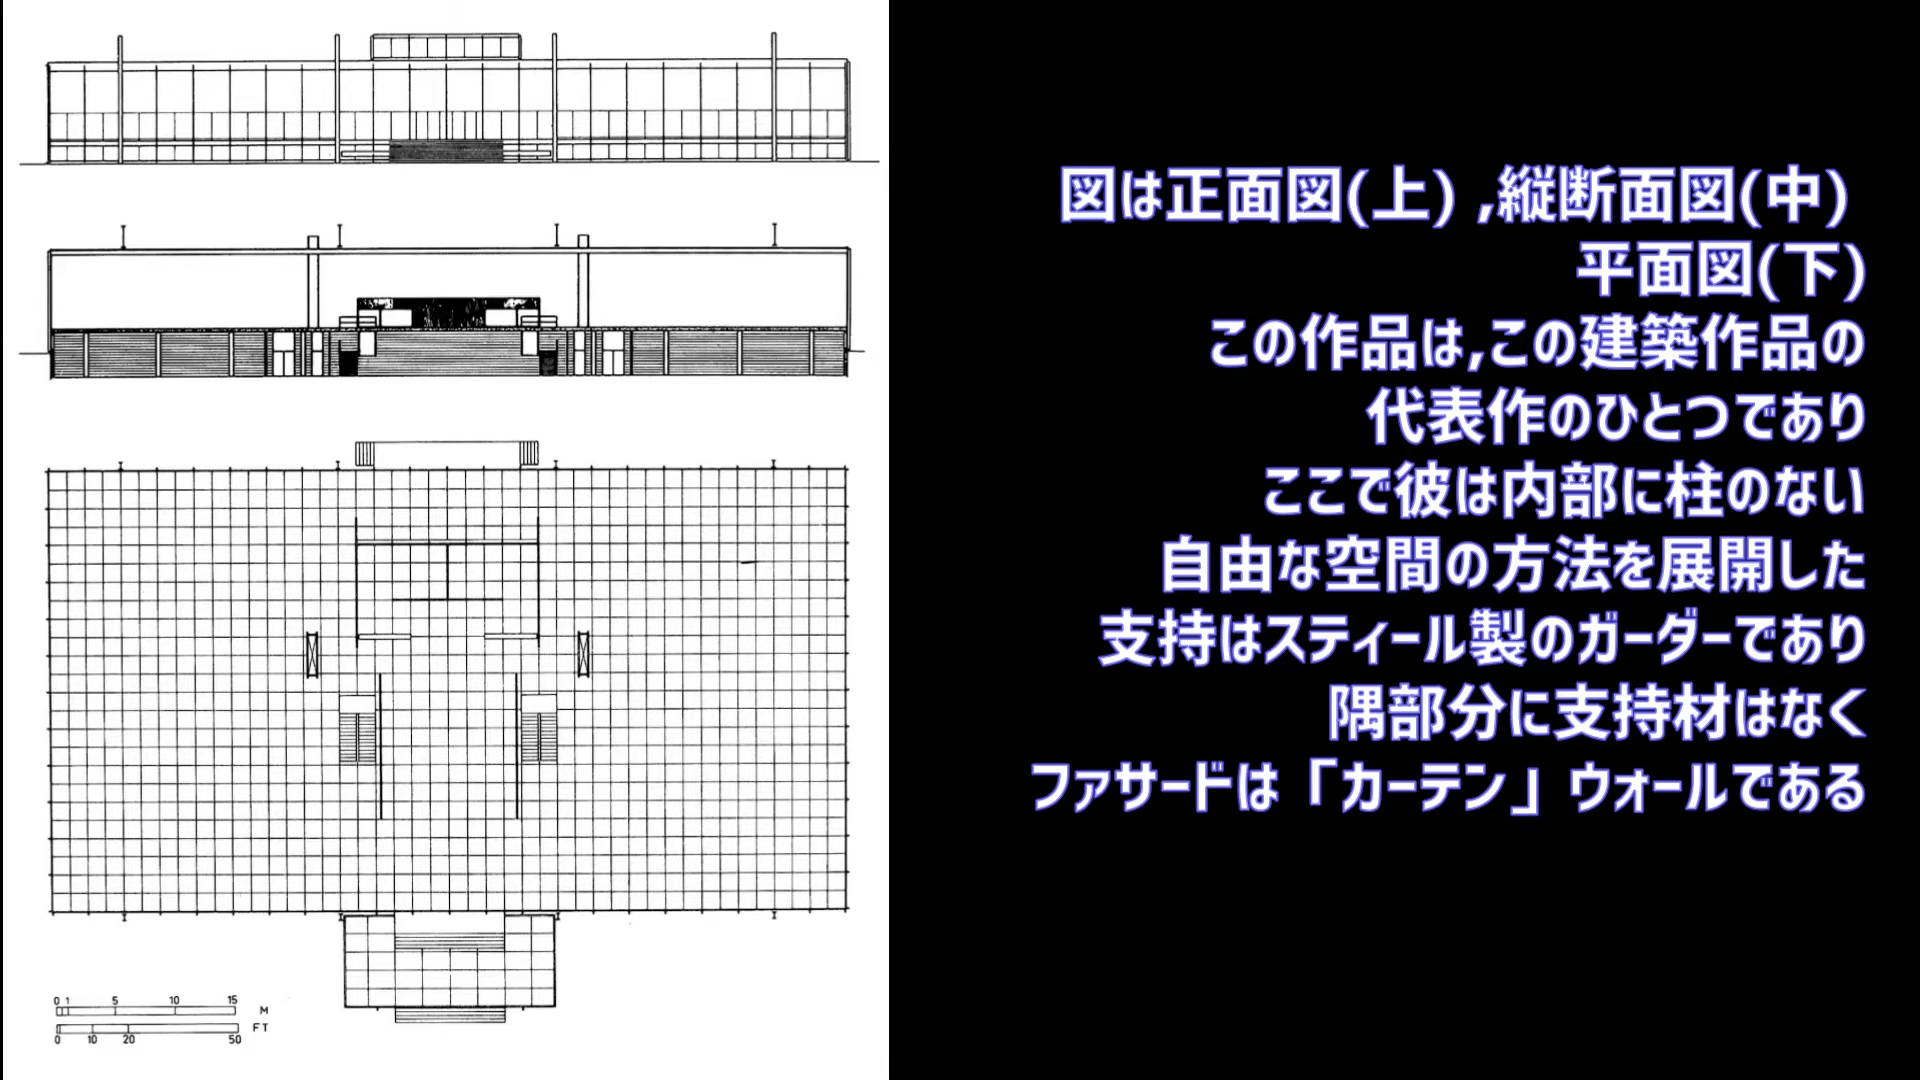 図は正面図(上) ,縦断面図(中)
平面図(下)
この作品は,この建築作品の
代表作のひとつであり
ここで彼は内部に柱のない
自由な空間の方法を展開した
支持はスティール製のガーダーであり
隅部分に支持材はなく
ファサードは「カーテン」ウォールである
0 1 5 10 15
M
FT
0 10 20 50